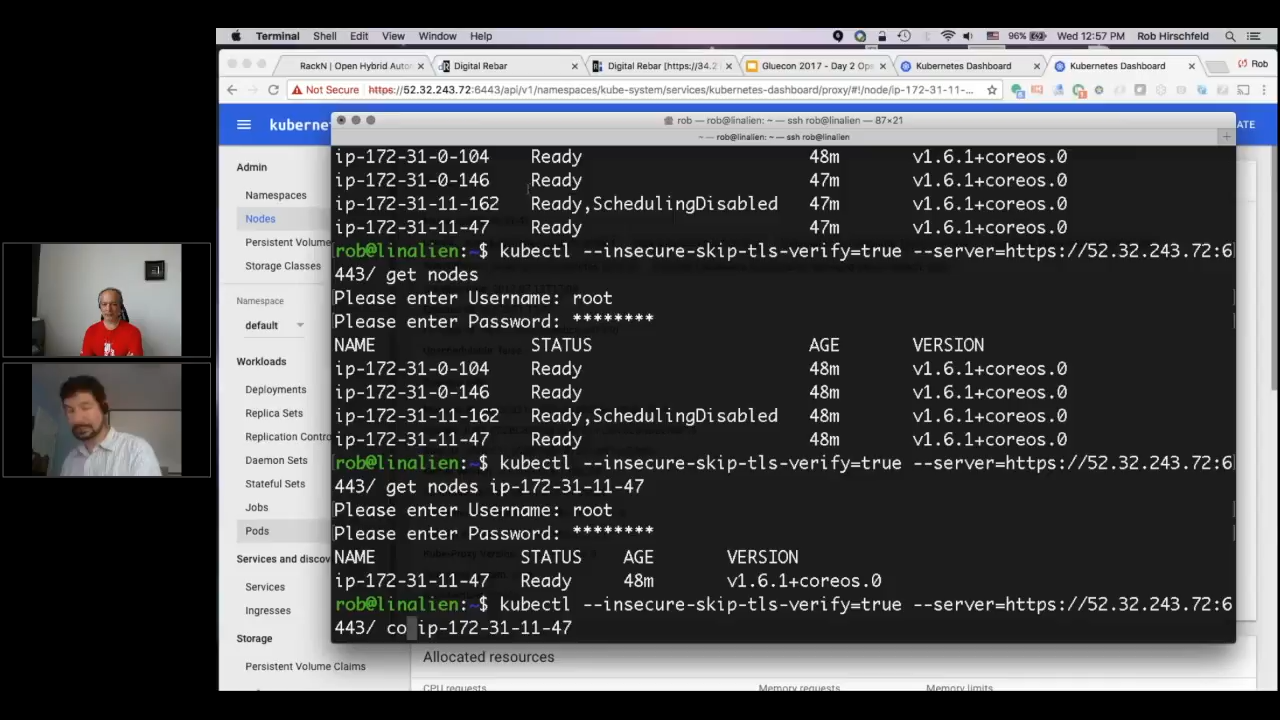 Terminal Shell Edit View Window Help 96% Wed 12:57 PM Rob Hirschfeld
RackN | Open Hybrid Autor Digital Rebar Digital Rebar [https://34.2 Gluecon 2017 - Day 2 Ops Kubernetes Dashboard Kubernetes Dashboard Rob
Not Secure https://52.32.243.72:6443/api/v1/namespaces/kube-system/services/kubernetes-dashboard/proxy/#!/node/ip-172-31-...
rob — rob@linalien: ~ — ssh rob@linalien — 87×21
~ — rob@linalien: ~ — ssh rob@linalien
Admin
Namespaces
Nodes
Persistent Volume
Storage Classes
Namespace
default
Workloads
Deployments
Replica Sets
Replication Contro
Daemon Sets
Stateful Sets
Jobs
Pods
Services and discov
Services
Ingresses
Storage
Persistent Volume Claims
ip-172-31-0-104 Ready 48m v1.6.1+coreos.0
ip-172-31-0-146 Ready 47m v1.6.1+coreos.0
ip-172-31-11-162 Ready,SchedulingDisabled 47m v1.6.1+coreos.0
ip-172-31-11-47 Ready 47m v1.6.1+coreos.0
rob@linalien:~$ kubectl --insecure-skip-tls-verify=true --server=https://52.32.243.72:6
443/ get nodes
Please enter Username: root
Please enter Password: ********
NAME STATUS AGE VERSION
ip-172-31-0-104 Ready 48m v1.6.1+coreos.0
ip-172-31-0-146 Ready 48m v1.6.1+coreos.0
ip-172-31-11-162 Ready,SchedulingDisabled 48m v1.6.1+coreos.0
ip-172-31-11-47 Ready 48m v1.6.1+coreos.0
rob@linalien:~$ kubectl --insecure-skip-tls-verify=true --server=https://52.32.243.72:6
443/ get nodes ip-172-31-11-47
Please enter Username: root
Please enter Password: ********
NAME STATUS AGE VERSION
ip-172-31-11-47 Ready 48m v1.6.1+coreos.0
rob@linalien:~$ kubectl --insecure-skip-tls-verify=true --server=https://52.32.243.72:6
443/ co ip-172-31-11-47
Allocated resources
CPU requests Memory requests Memory limits